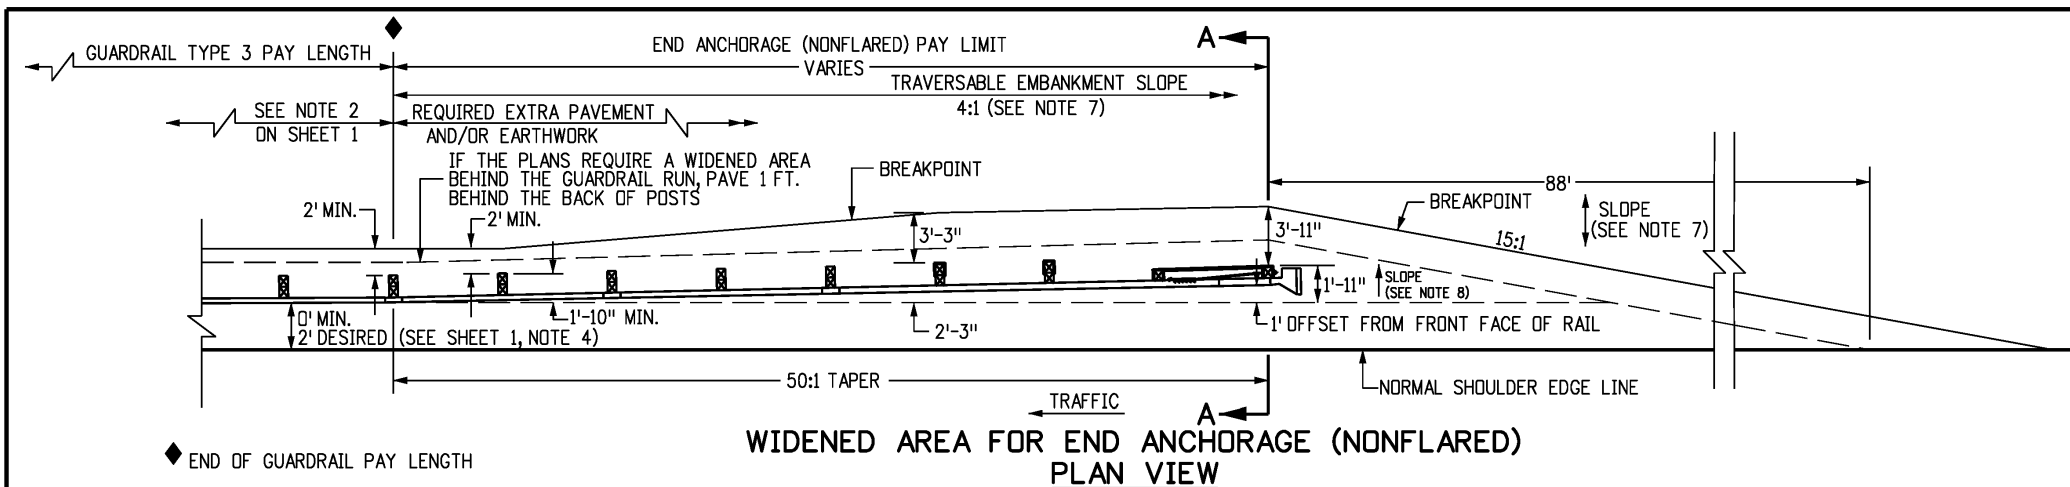 GUARDRAIL TYPE 3 PAY LENGTH
END ANCHORAGE (NONFLARED) PAY LIMIT
VARIES
A
TRAVERSABLE EMBANKMENT SLOPE
4:1 (SEE NOTE 7)
SEE NOTE 2
ON SHEET 1
REQUIRED EXTRA PAVEMENT
AND/OR EARTHWORK
IF THE PLANS REQUIRE A WIDENED AREA
BEHIND THE GUARDRAIL RUN, PAVE 1 FT.
BEHIND THE BACK OF POSTS
BREAKPOINT
88'
BREAKPOINT
SLOPE
(SEE NOTE 7)
2' MIN.
2' MIN.
3'-3"
3'-11"
15:1
1'-11"
SLOPE
(SEE NOTE 8)
0' MIN.
2' DESIRED (SEE SHEET 1, NOTE 4)
1'-10" MIN.
2'-3"
1' OFFSET FROM FRONT FACE OF RAIL
50:1 TAPER
NORMAL SHOULDER EDGE LINE
TRAFFIC
A
WIDENED AREA FOR END ANCHORAGE (NONFLARED)
PLAN VIEW
END OF GUARDRAIL PAY LENGTH